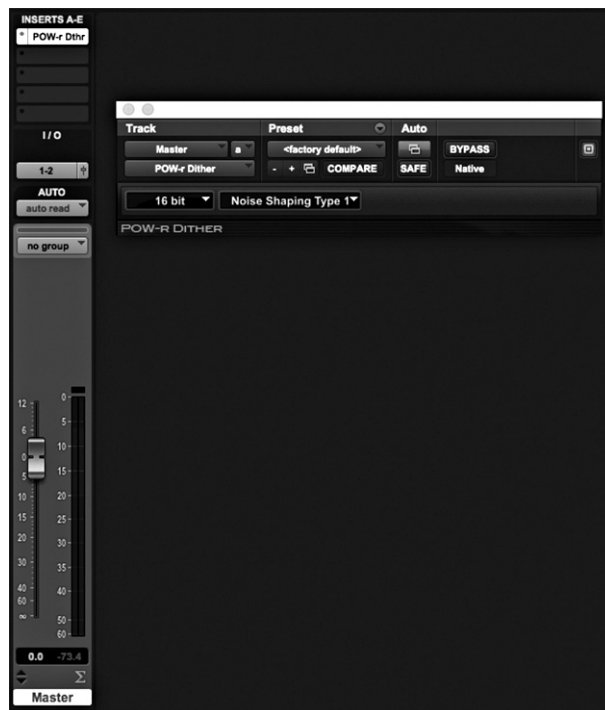 INSERTS A-E
POW-r Dthr
I / O
1-2
AUTO
auto read
no group
12
6
0
5
10
15
20
30
40
60
∞
0
5
10
15
20
25
30
35
40
50
60
0.0 -73.4
Σ
Master
Track Preset Auto
Master a <factory default> BYPASS
POW-r Dither - + COMPARE SAFE Native
16 bit Noise Shaping Type 1
POW-R DITHER